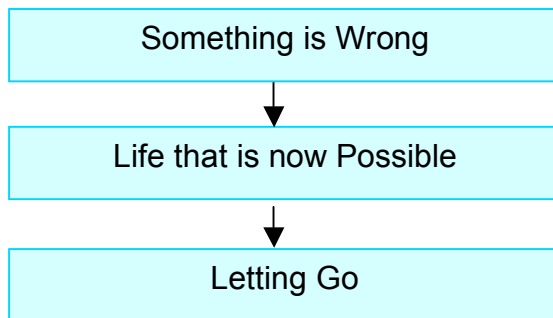 Something is Wrong
Life that is now Possible
Letting Go